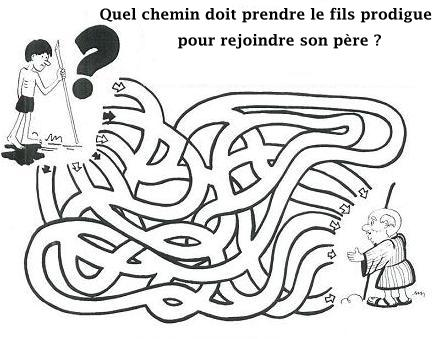 Quel chemin doit prendre le fils prodigue
pour rejoindre son père ?
?